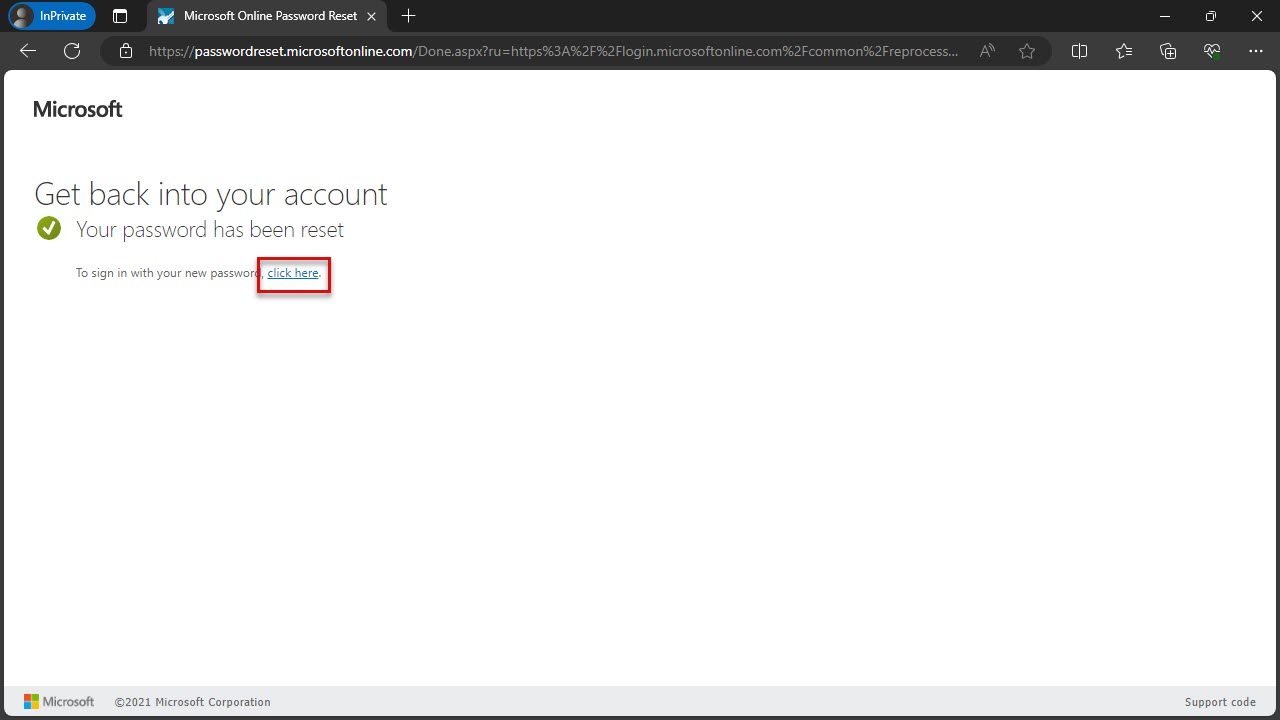 InPrivate
Microsoft Online Password Reset
https://passwordreset.microsoftonline.com/Done.aspx?ru=https%3A%2F%2Flogin.microsoftonline.com%2Fcommon%2Freprocess...
Microsoft
Get back into your account
Your password has been reset
To sign in with your new password, click here.
Microsoft ©2021 Microsoft Corporation Support code